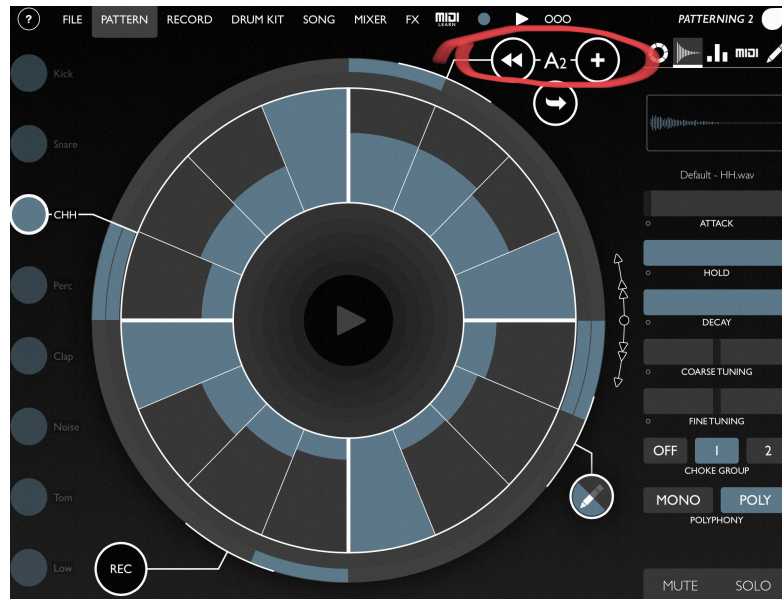 ? FILE PATTERN RECORD DRUM KIT SONG MIXER FX MIDI LEARN PATTERNING 2
A2
MIDI
Kick
Snare
CHH
Perc
Clap
Noise
Tom
Low
REC
Default - HH.wav
ATTACK
HOLD
DECAY
COARSE TUNING
FINE TUNING
OFF 1 2
CHOKE GROUP
MONO POLY
POLYPHONY
MUTE SOLO